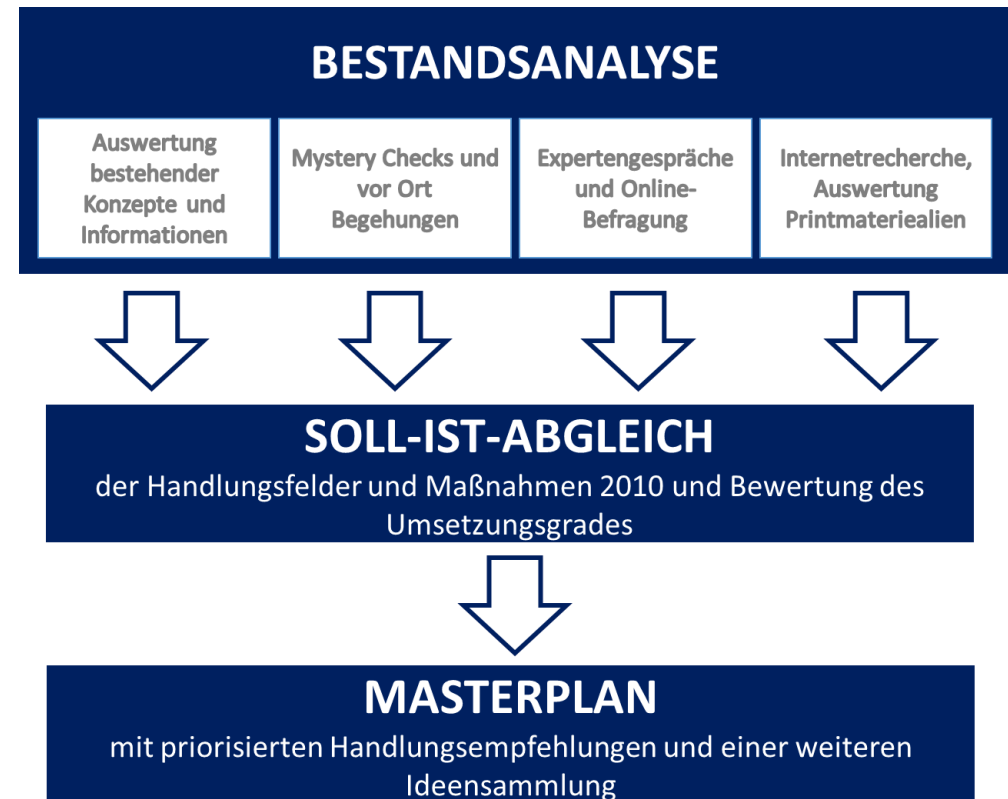 BESTANDSANALYSE
Auswertung
bestehender
Konzepte und
Informationen
Mystery Checks und
vor Ort
Begehungen
Expertengespräche
und Online-
Befragung
Internetrecherche,
Auswertung
Printmateriealien
SOLL-IST-ABGLEICH
der Handlungsfelder und Maßnahmen 2010 und Bewertung des
Umsetzungsgrades
MASTERPLAN
mit priorisierten Handlungsempfehlungen und einer weiteren
Ideensammlung